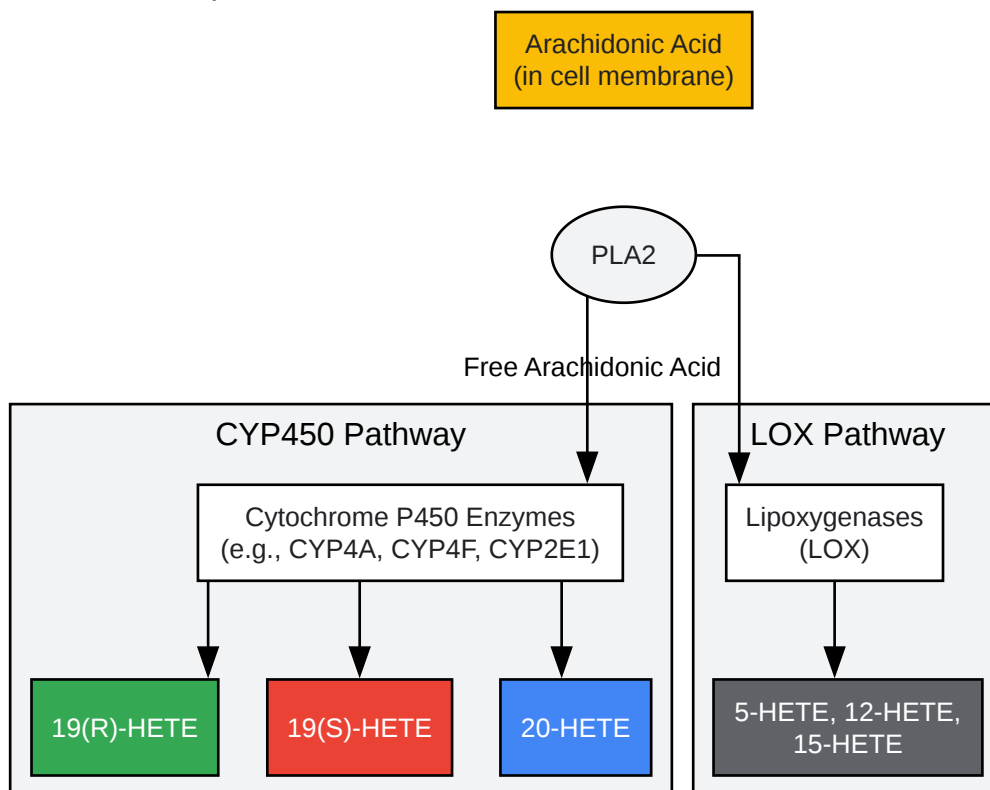 Arachidonic Acid
(in cell membrane)
PLA2
Free Arachidonic Acid
CYP450 Pathway
LOX Pathway
Cytochrome P450 Enzymes
(e.g., CYP4A, CYP4F, CYP2E1)
Lipoxygenases
(LOX)
19(R)-HETE
19(S)-HETE
20-HETE
5-HETE, 12-HETE,
15-HETE